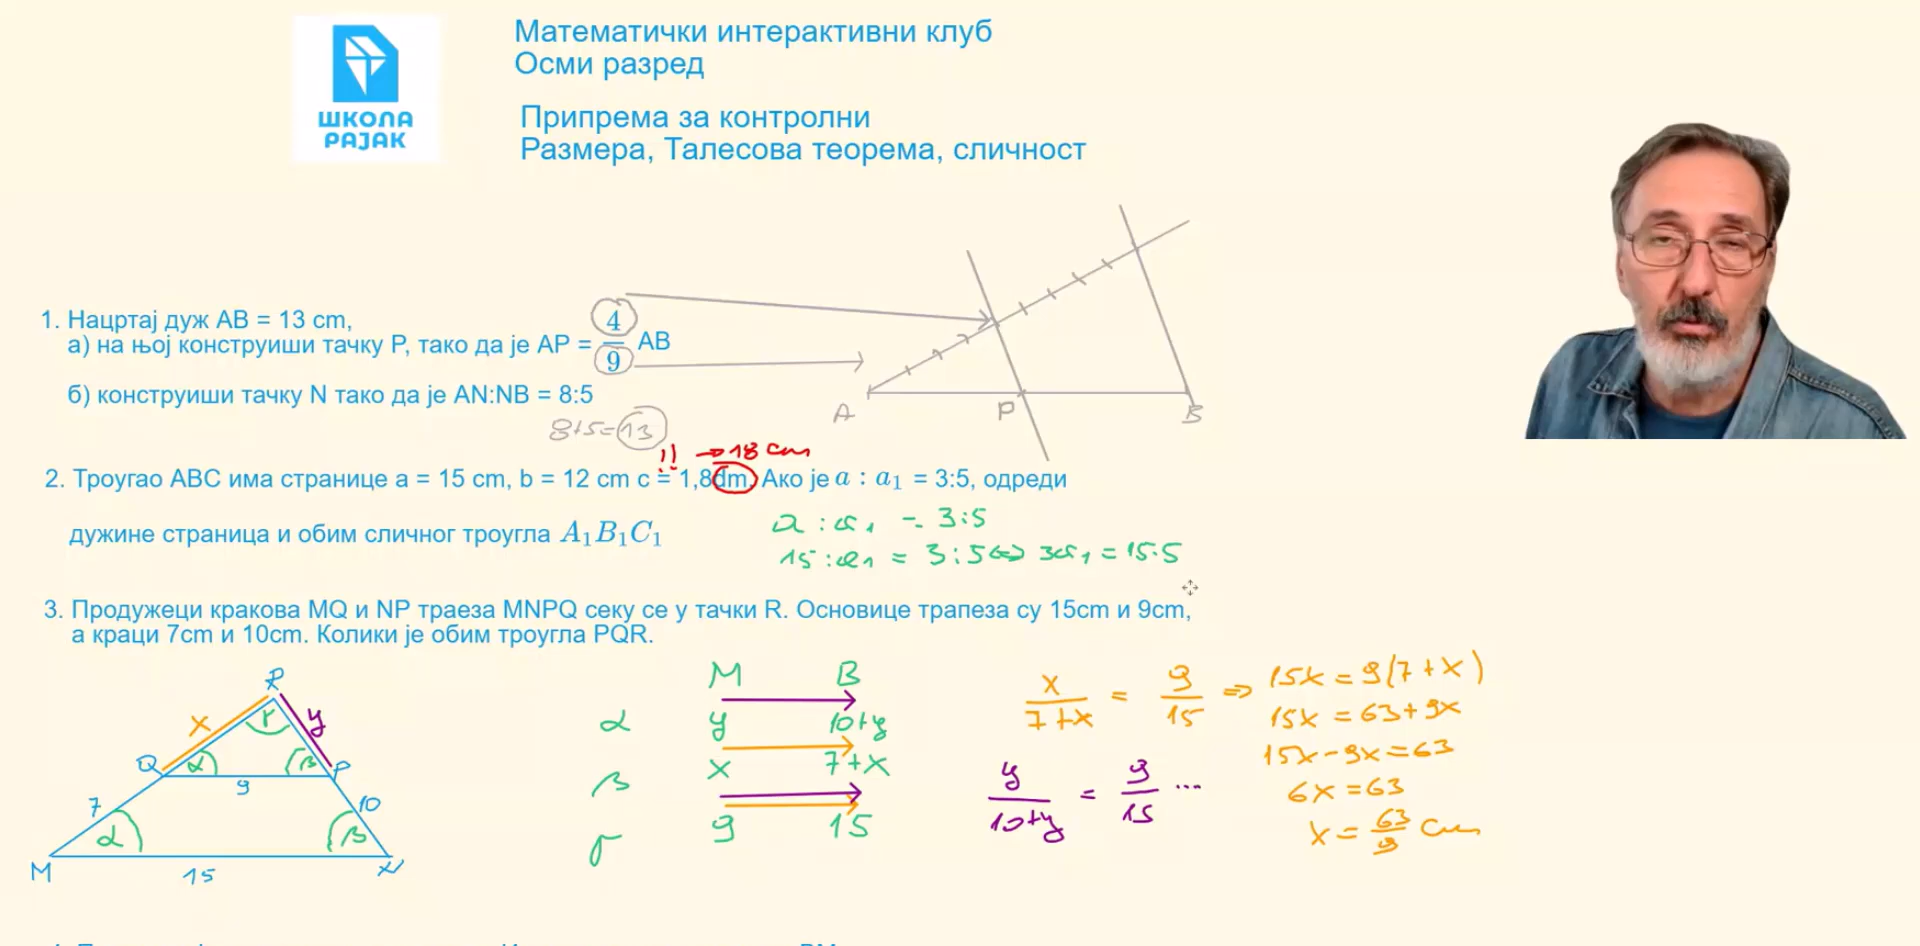 ШКОЛА
РАЈАК
Математички интерактивни клуб
Осми разред
Припрема за контролни
Размера, Талесова теорема, сличност
1. Нацртај дуж AB = 13 cm,
а) на њој конструиши тачку P, тако да је AP = 4/9 AB
б) конструиши тачку N тако да је AN:NB = 8:5
8+5=13
A P B
!! → 18 cm
2. Троугао ABC има странице a = 15 cm, b = 12 cm c = 1,8dm. Ако је a : a₁ = 3:5, одреди
дужине страница и обим сличног троугла A₁B₁C₁
a : a₁ = 3:5
15 : a₁ = 3:5 ⇔ 3a₁ = 15·5
3. Продужеци кракова MQ и NP траеза MNPQ секу се у тачки R. Основице трапеза су 15cm и 9cm,
а краци 7cm и 10cm. Колики је обим троугла PQR.
R
x γ y
Q α β P
9
7 10
M α β N
15
M B
α y 10+y
β x 7+x
γ 9 15
x/(7+x) = 9/15 ⇒ 15x = 9(7+x)
15x = 63+9x
15x-9x=63
6x=63
x = 63/9 cm
y/(10+y) = 9/15 ...